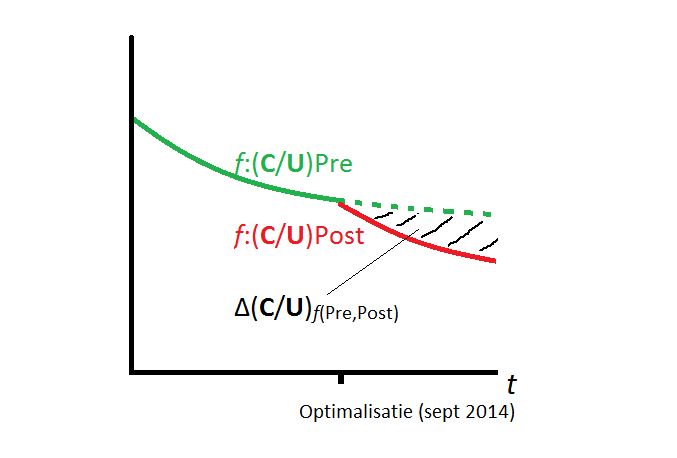 f:(C/U)Pre
f:(C/U)Post
Δ(C/U)f(Pre,Post)
t
Optimalisatie (sept 2014)